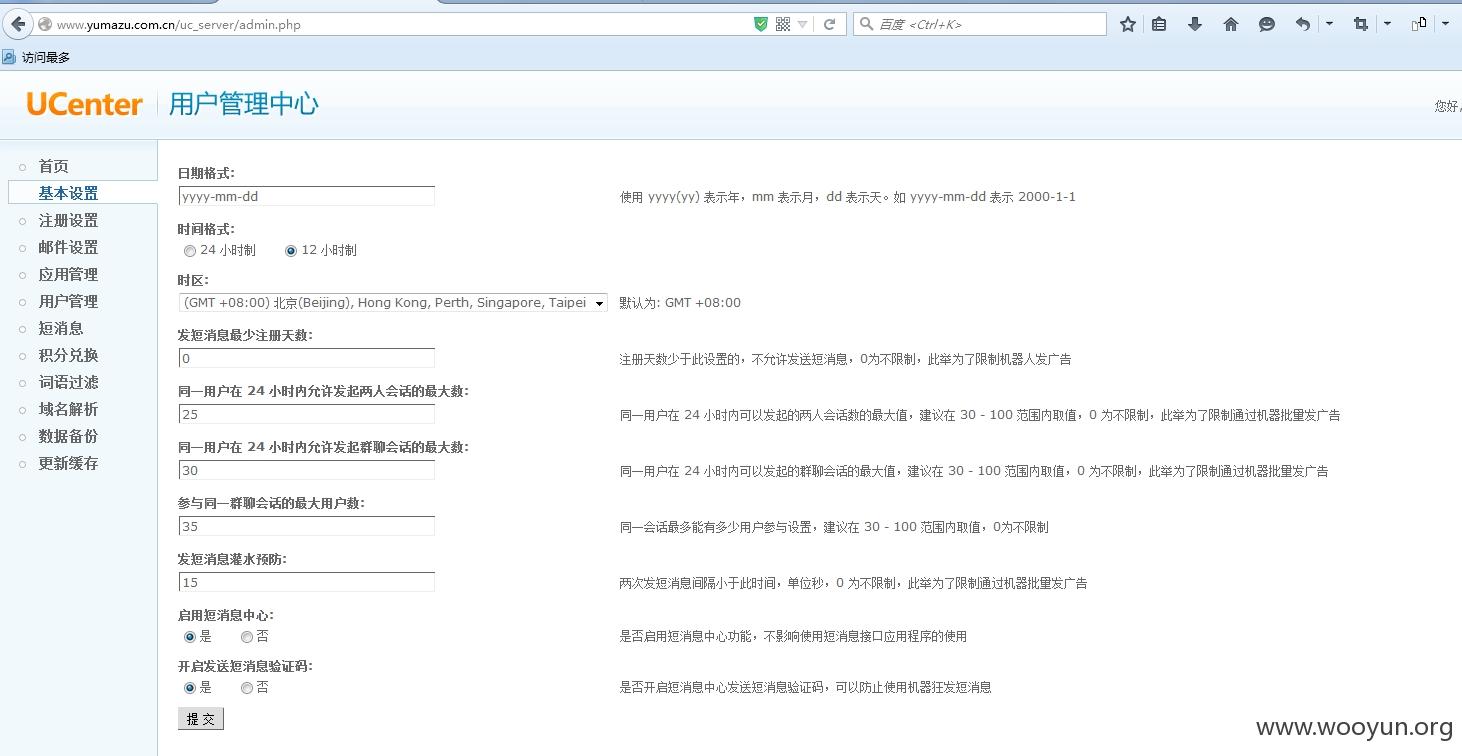 www.yumazu.com.cn/uc_server/admin.php
百度 <Ctrl+K>
访问最多
UCenter 用户管理中心
您好,
首页
基本设置
注册设置
邮件设置
应用管理
用户管理
短消息
积分兑换
词语过滤
域名解析
数据备份
更新缓存
日期格式:
yyyy-mm-dd 使用 yyyy(yy) 表示年，mm 表示月，dd 表示天。如 yyyy-mm-dd 表示 2000-1-1
时间格式:
24 小时制 12 小时制
时区:
(GMT +08:00) 北京(Beijing), Hong Kong, Perth, Singapore, Taipei 默认为: GMT +08:00
发短消息最少注册天数:
0 注册天数少于此设置的，不允许发送短消息，0为不限制，此举为了限制机器人发广告
同一用户在 24 小时内允许发起两人会话的最大数:
25 同一用户在 24 小时内可以发起的两人会话数的最大值，建议在 30 - 100 范围内取值，0 为不限制，此举为了限制通过机器批量发广告
同一用户在 24 小时内允许发起群聊会话的最大数:
30 同一用户在 24 小时内可以发起的群聊会话的最大值，建议在 30 - 100 范围内取值，0 为不限制，此举为了限制通过机器批量发广告
参与同一群聊会话的最大用户数:
35 同一会话最多能有多少用户参与设置，建议在 30 - 100 范围内取值，0为不限制
发短消息灌水预防:
15 两次发短消息间隔小于此时间，单位秒，0 为不限制，此举为了限制通过机器批量发广告
启用短消息中心:
是 否 是否启用短消息中心功能，不影响使用短消息接口应用程序的使用
开启发送短消息验证码:
是 否 是否开启短消息中心发送短消息验证码，可以防止使用机器狂发短消息
提 交
www.wooyun.org